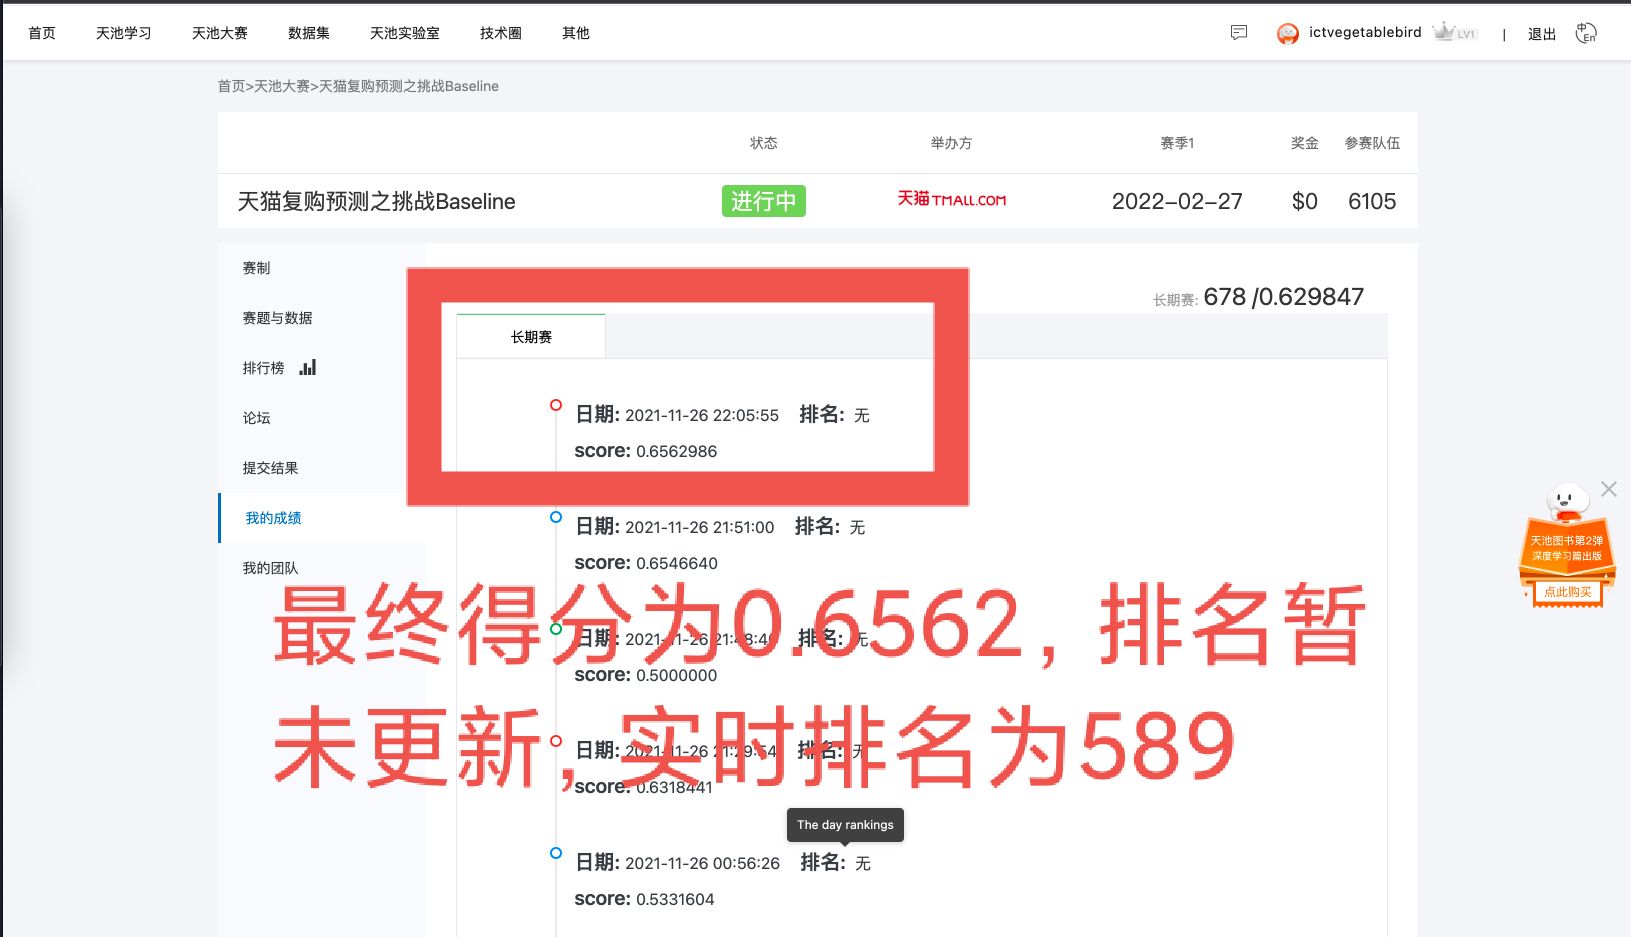 首页 天池学习 天池大赛 数据集 天池实验室 技术圈 其他 ictvegetablebird LV1 | 退出 中 En
首页>天池大赛>天猫复购预测之挑战Baseline
状态 举办方 赛季1 奖金 参赛队伍
天猫复购预测之挑战Baseline 进行中 天猫 TMALL.COM 2022-02-27 $0 6105
赛制
赛题与数据
排行榜
论坛
提交结果
我的成绩
我的团队
长期赛: 678 /0.629847
长期赛
日期: 2021-11-26 22:05:55 排名: 无
score: 0.6562986
日期: 2021-11-26 21:51:00 排名: 无
score: 0.6546640
日期: 2021-11-26 21:48:40 排名: 无
score: 0.5000000
日期: 2021-11-26 21:29:54 排名: 无
score: 0.6318441
The day rankings
日期: 2021-11-26 00:56:26 排名: 无
score: 0.5331604
最终得分为0.6562，排名暂
未更新，实时排名为589
天池图书第2弹
深度学习篇出版
点此购买